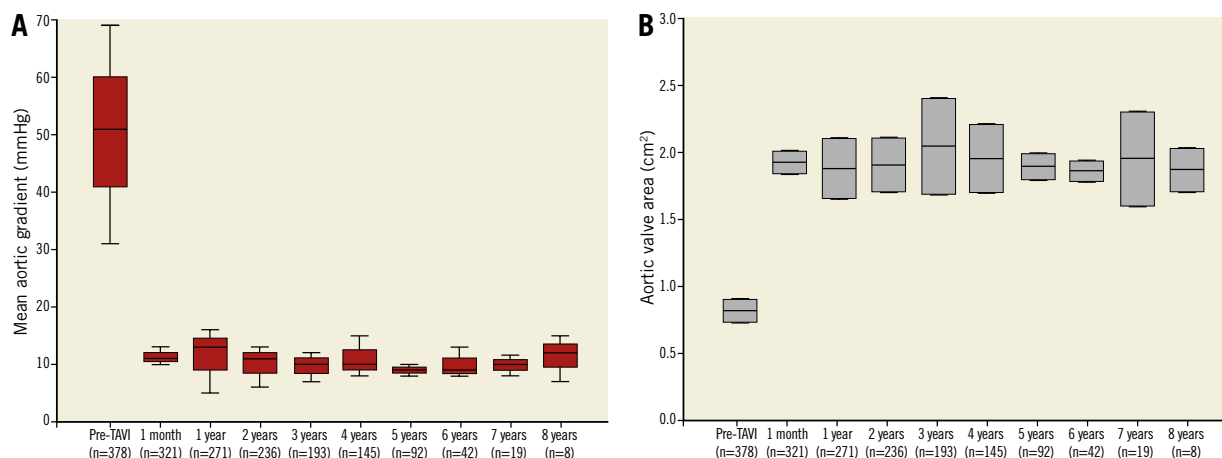 A
Mean aortic gradient (mmHg)
70
60
50
40
30
20
10
0
Pre-TAVI 1 month 1 year 2 years 3 years 4 years 5 years 6 years 7 years 8 years
(n=378) (n=321) (n=271) (n=236) (n=193) (n=145) (n=92) (n=42) (n=19) (n=8)
B
Aortic valve area (cm²)
3.0
2.5
2.0
1.5
1.0
0.5
0.0
Pre-TAVI 1 month 1 year 2 years 3 years 4 years 5 years 6 years 7 years 8 years
(n=378) (n=321) (n=271) (n=236) (n=193) (n=145) (n=92) (n=42) (n=19) (n=8)